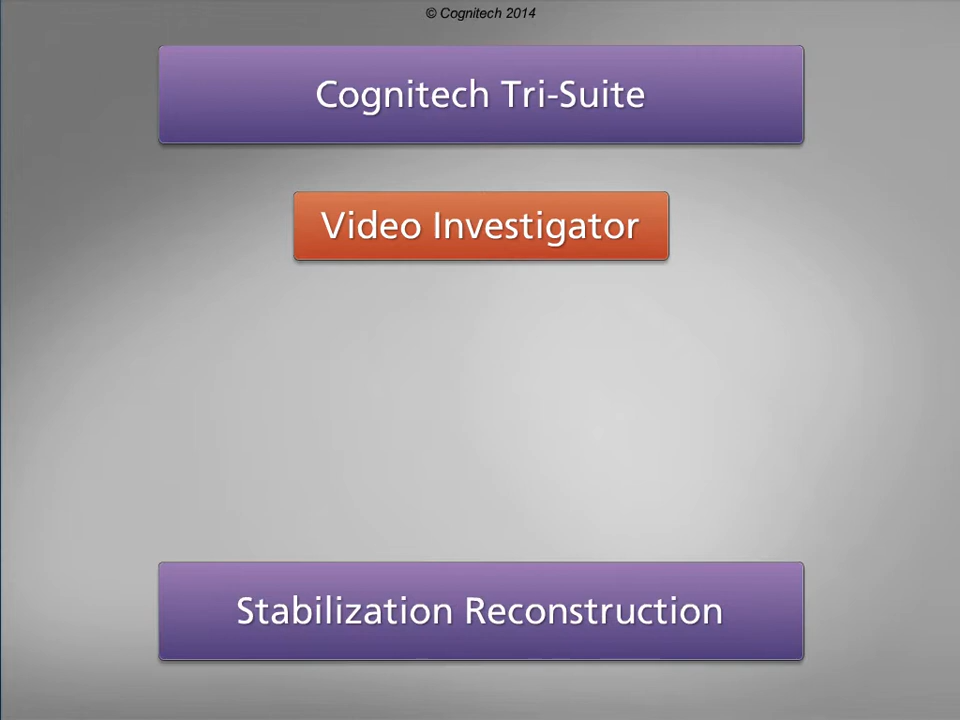 © Cognitech 2014
Cognitech Tri-Suite
Video Investigator
Stabilization Reconstruction